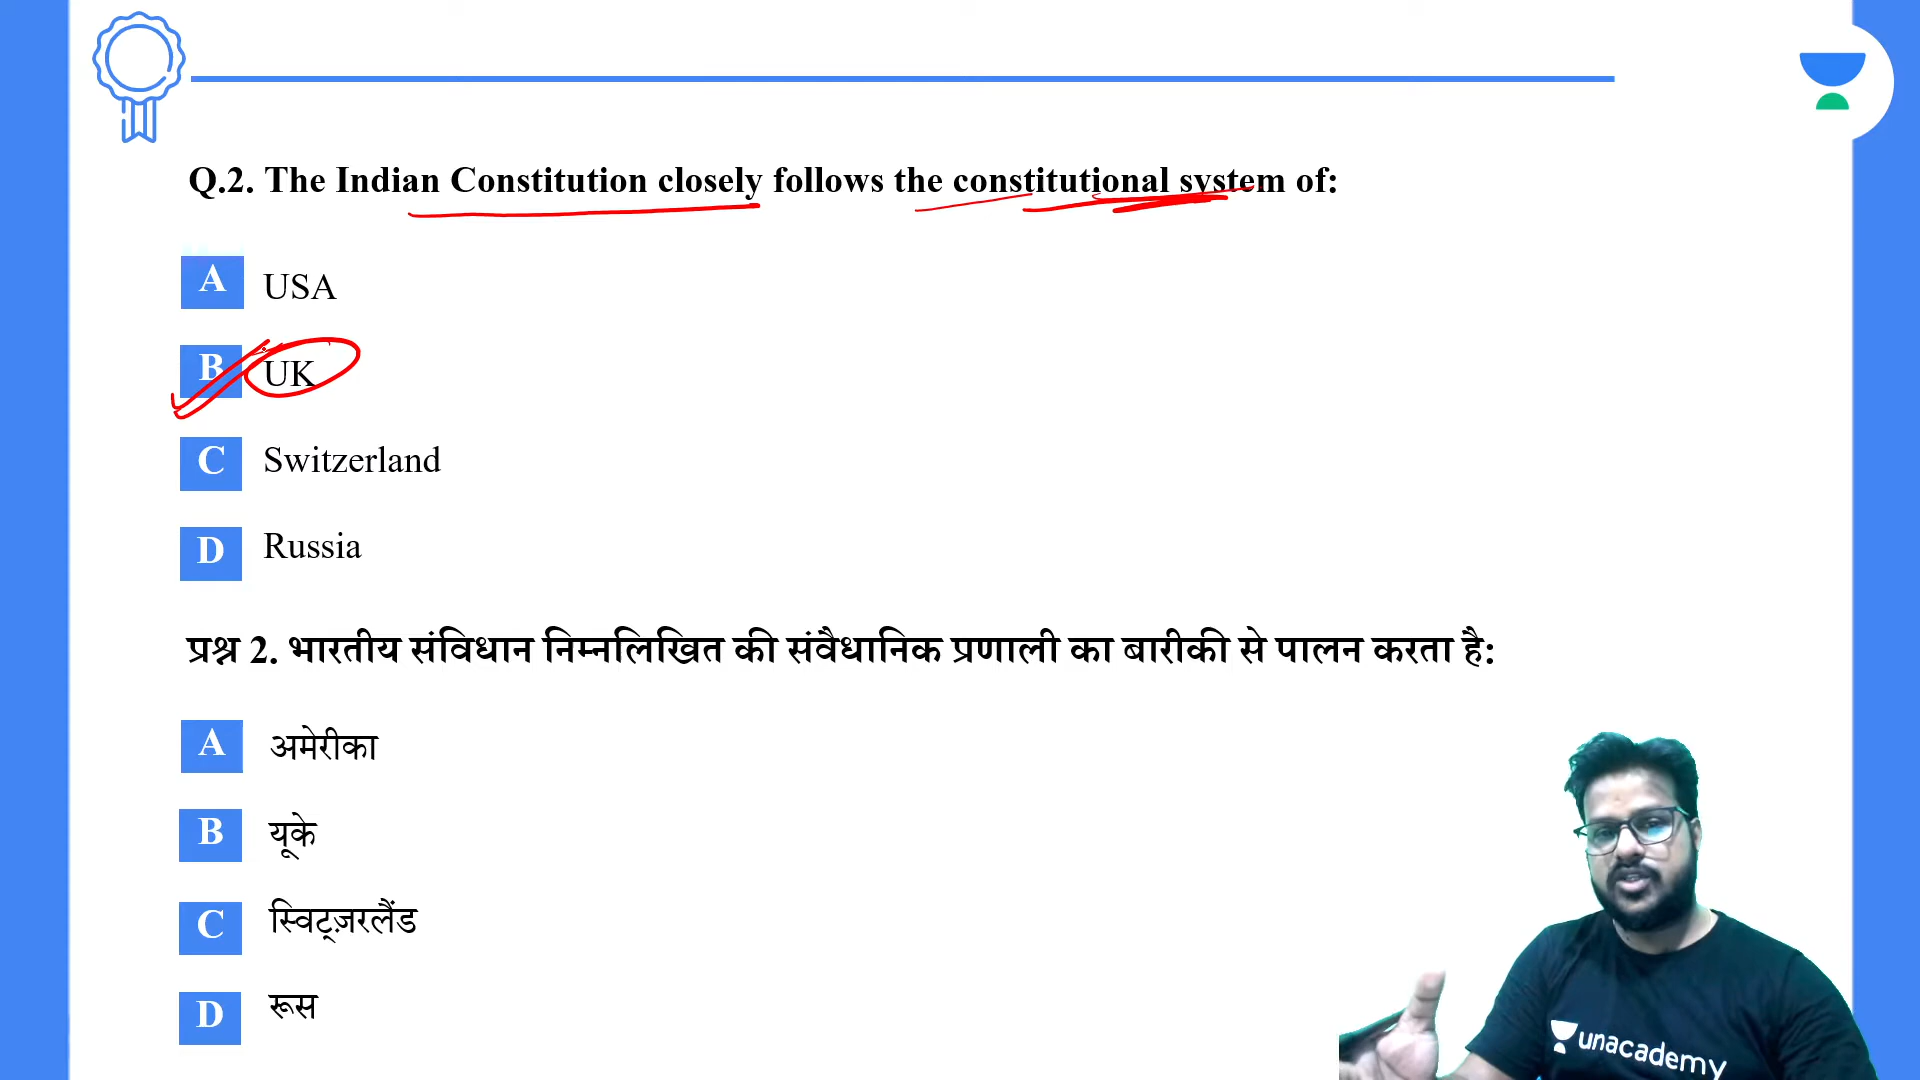 Q.2. The Indian Constitution closely follows the constitutional system of:
A USA
B UK
C Switzerland
D Russia
प्रश्न 2. भारतीय संविधान निम्नलिखित की संवैधानिक प्रणाली का बारीकी से पालन करता है:
A अमेरीका
B यूके
C स्विट्ज़रलैंड
D रूस
unacademy